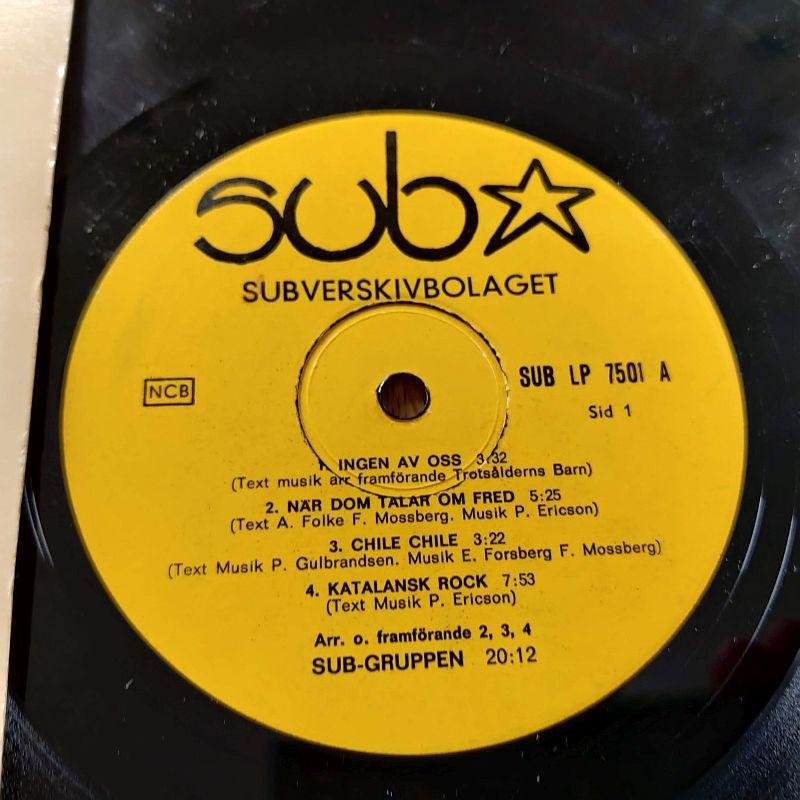 sub
SUBVERSKIVBOLAGET
NCB
SUB LP 7501 A
Sid 1
1. INGEN AV OSS 3:32
(Text musik arr framförande Trotsålderns Barn)
2. NÄR DOM TALAR OM FRED 5:25
(Text A. Folke F. Mossberg. Musik P. Ericson)
3. CHILE CHILE 3:22
(Text Musik P. Gulbrandsen. Musik E. Forsberg F. Mossberg)
4. KATALANSK ROCK 7:53
(Text Musik P. Ericson)
Arr. o. framförande 2, 3, 4
SUB-GRUPPEN 20:12